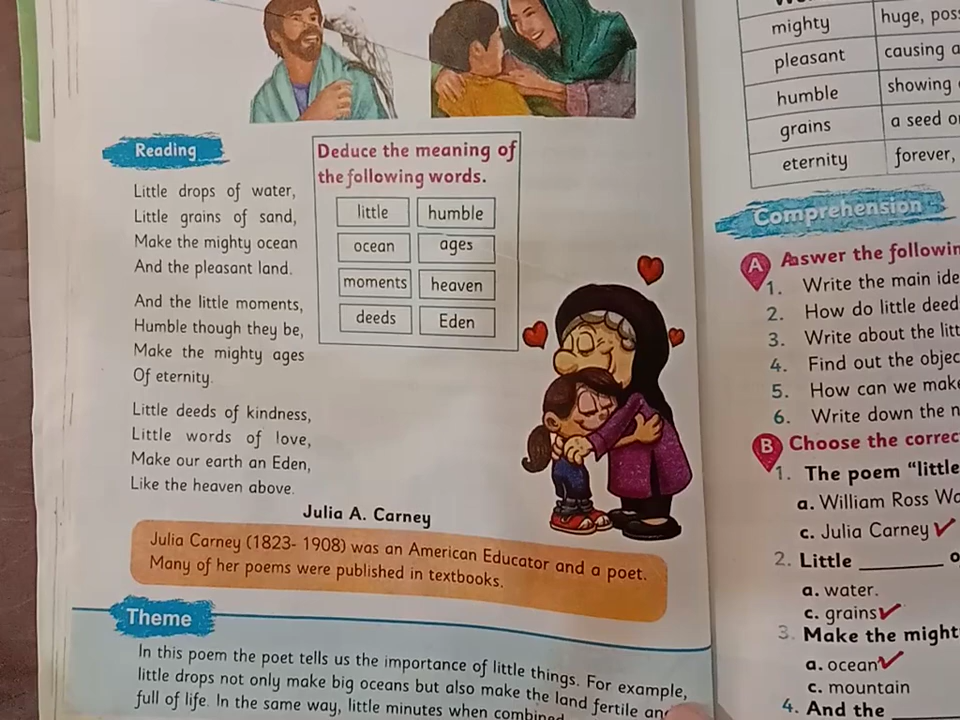 Reading
Little drops of water,
Little grains of sand,
Make the mighty ocean
And the pleasant land.
And the little moments,
Humble though they be,
Make the mighty ages
Of eternity.
Little deeds of kindness,
Little words of love,
Make our earth an Eden,
Like the heaven above.
Julia A. Carney
Deduce the meaning of
the following words.
little humble
ocean ages
moments heaven
deeds Eden
Julia Carney (1823- 1908) was an American Educator and a poet.
Many of her poems were published in textbooks.
Theme
In this poem the poet tells us the importance of little things. For example,
little drops not only make big oceans but also make the land fertile and
full of life. In the same way, little minutes when combined
mighty huge,
pleasant causing
humble showing
grains a seed
eternity forever,
Comprehension
A Answer the
1. Write the main
2. How do little
3. Write about the
4. Find out the
5. How can we
6. Write down the
B Choose the
1. The poem "little
a. William Ross
c. Julia Carney
2. Little ________
a. water.
c. grains
3. Make the
a. ocean
c. mountain
4. And the